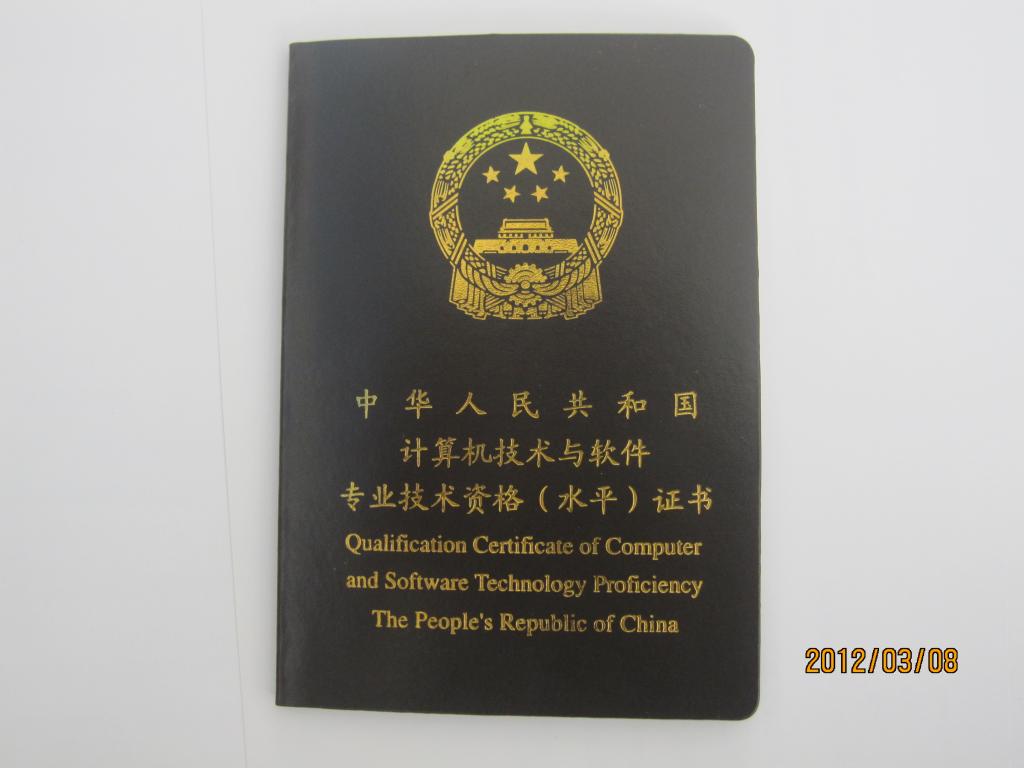 中华人民共和国
计算机技术与软件
专业技术资格（水平）证书
Qualification Certificate of Computer
and Software Technology Proficiency
The People's Republic of China
2012/03/08